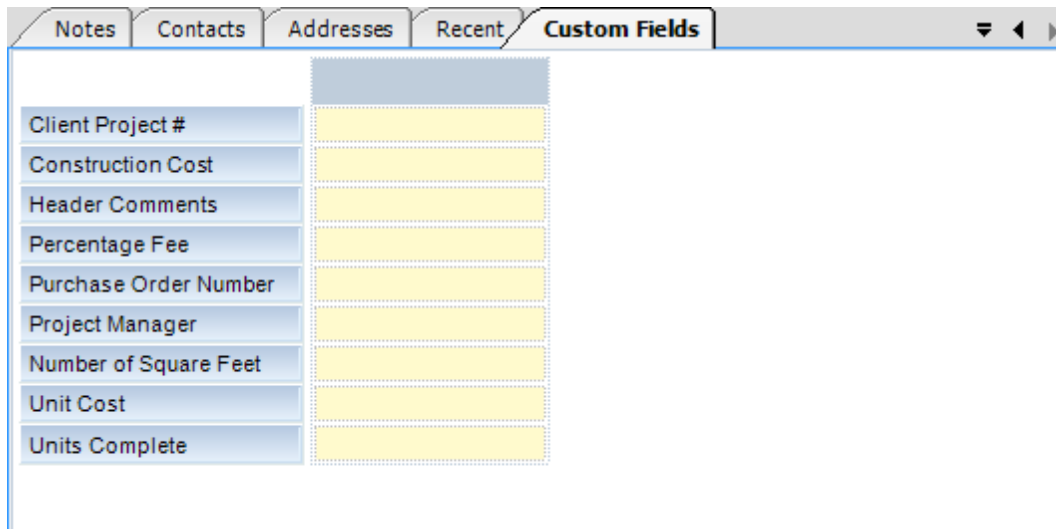 Notes Contacts Addresses Recent Custom Fields
Client Project #
Construction Cost
Header Comments
Percentage Fee
Purchase Order Number
Project Manager
Number of Square Feet
Unit Cost
Units Complete